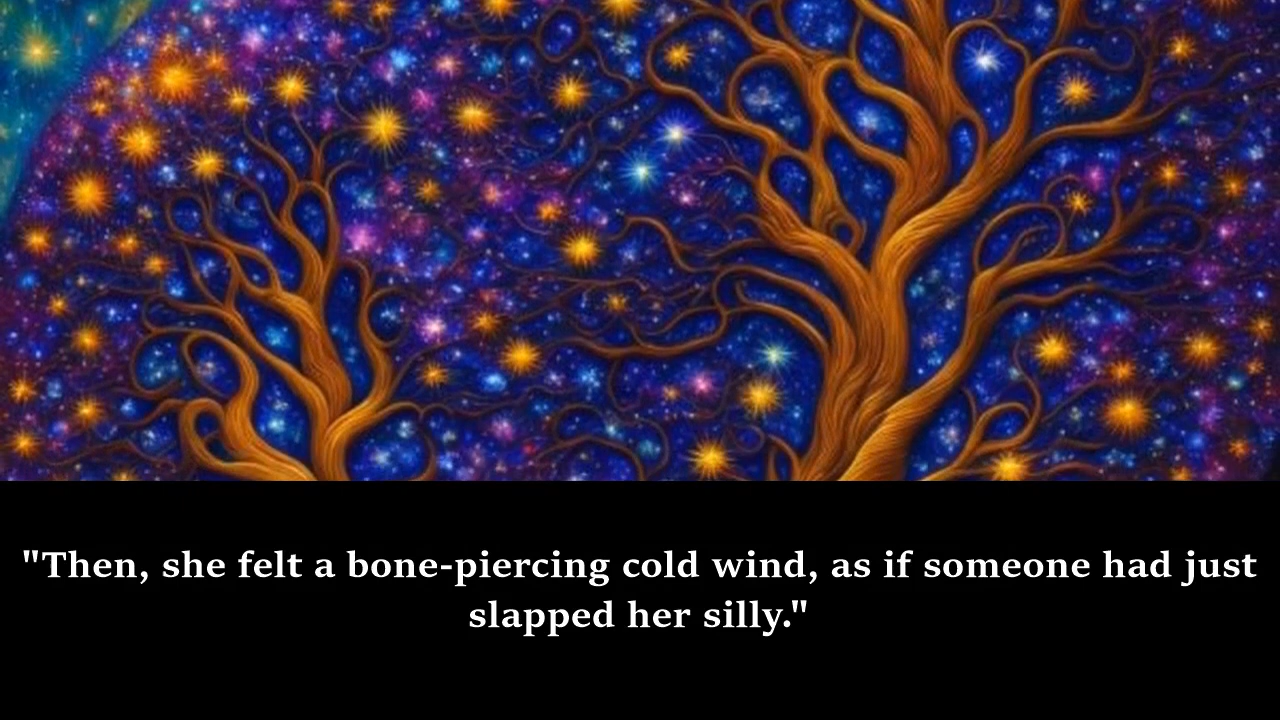 "Then, she felt a bone-piercing cold wind, as if someone had just
slapped her silly."